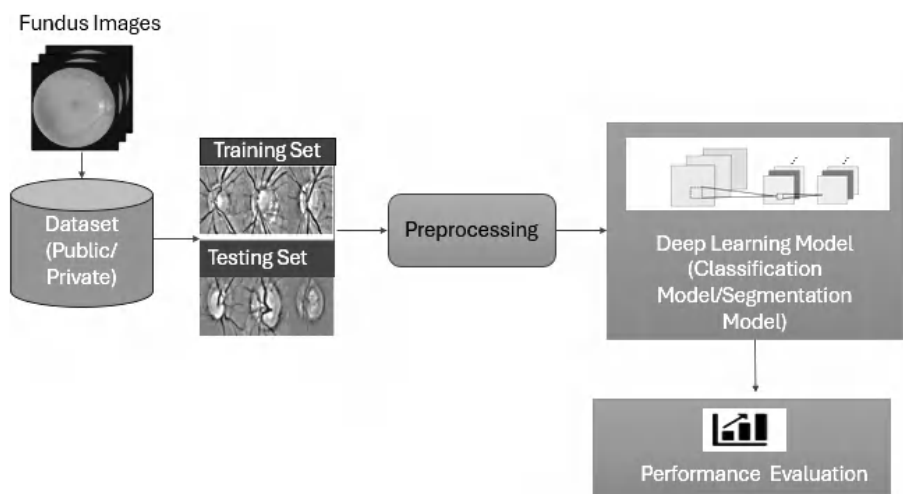 Fundus Images
Training Set
Dataset
(Public/
Private)
Testing Set
Preprocessing
Deep Learning Model
(Classification
Model/Segmentation
Model)
Performance Evaluation